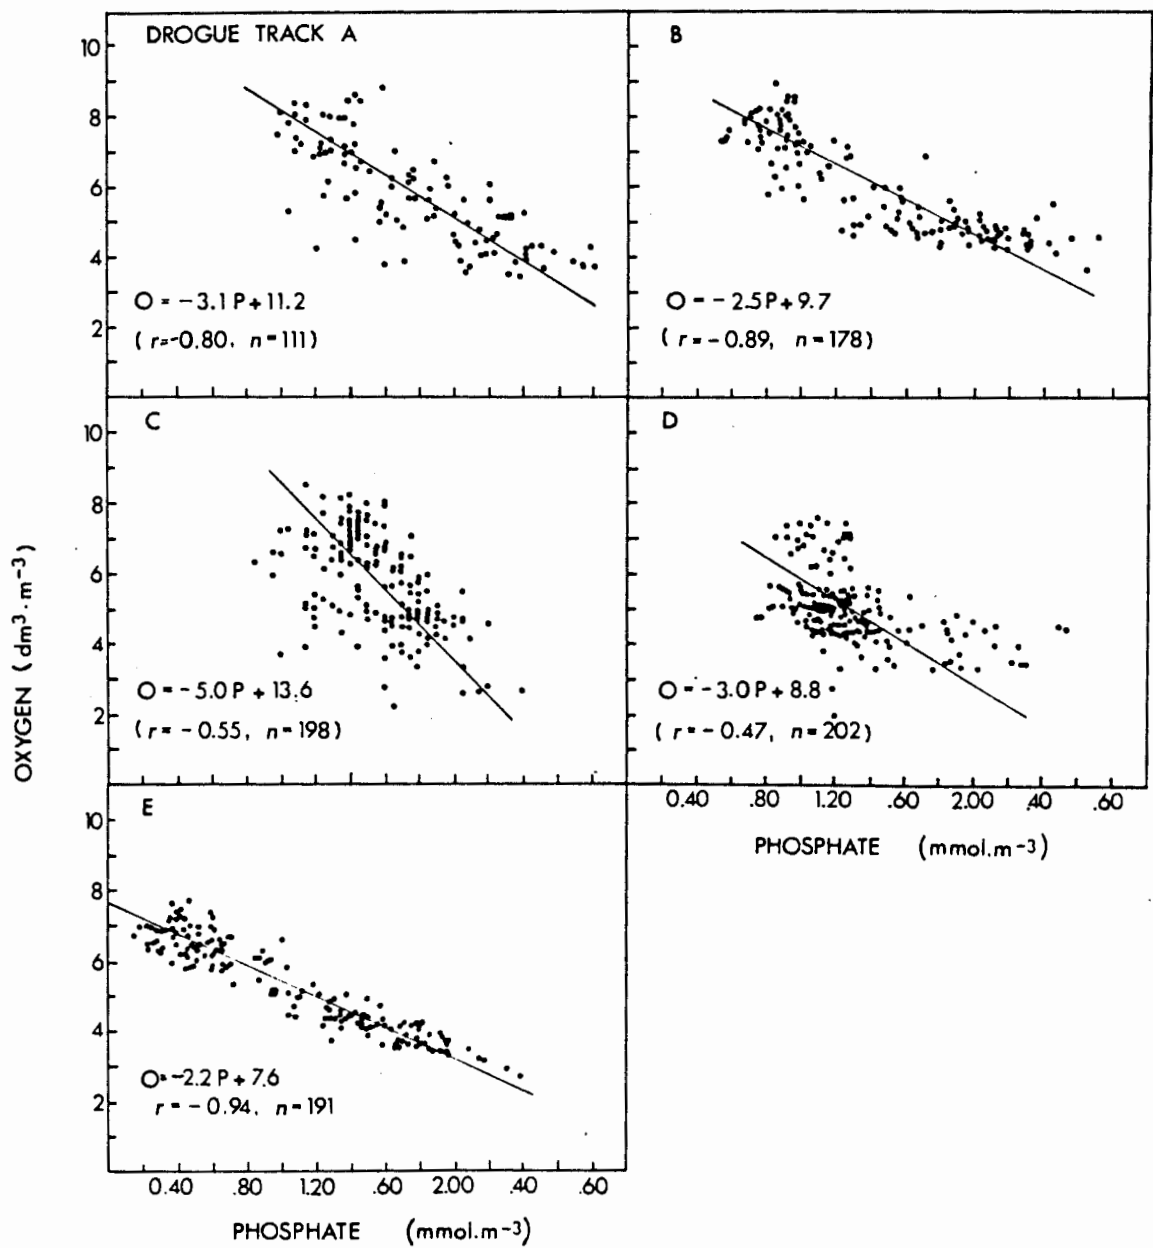 DROGUE TRACK A
B
10
8
6
4
2
O = -3.1 P + 11.2
(r=-0.80, n=111)
O = -2.5P + 9.7
(r = -0.89, n=178)
C
D
10
8
6
4
2
O = -5.0 P + 13.6
(r = -0.55, n=198)
O = -3.0 P + 8.8
(r = -0.47, n=202)
OXYGEN (dm³·m⁻³)
0.40 .80 1.20 .60 2.00 .40 .60
PHOSPHATE (mmol.m⁻³)
E
10
8
6
4
2
O = -2.2 P + 7.6
r = -0.94, n=191
0.40 .80 1.20 .60 2.00 .40 .60
PHOSPHATE (mmol.m⁻³)